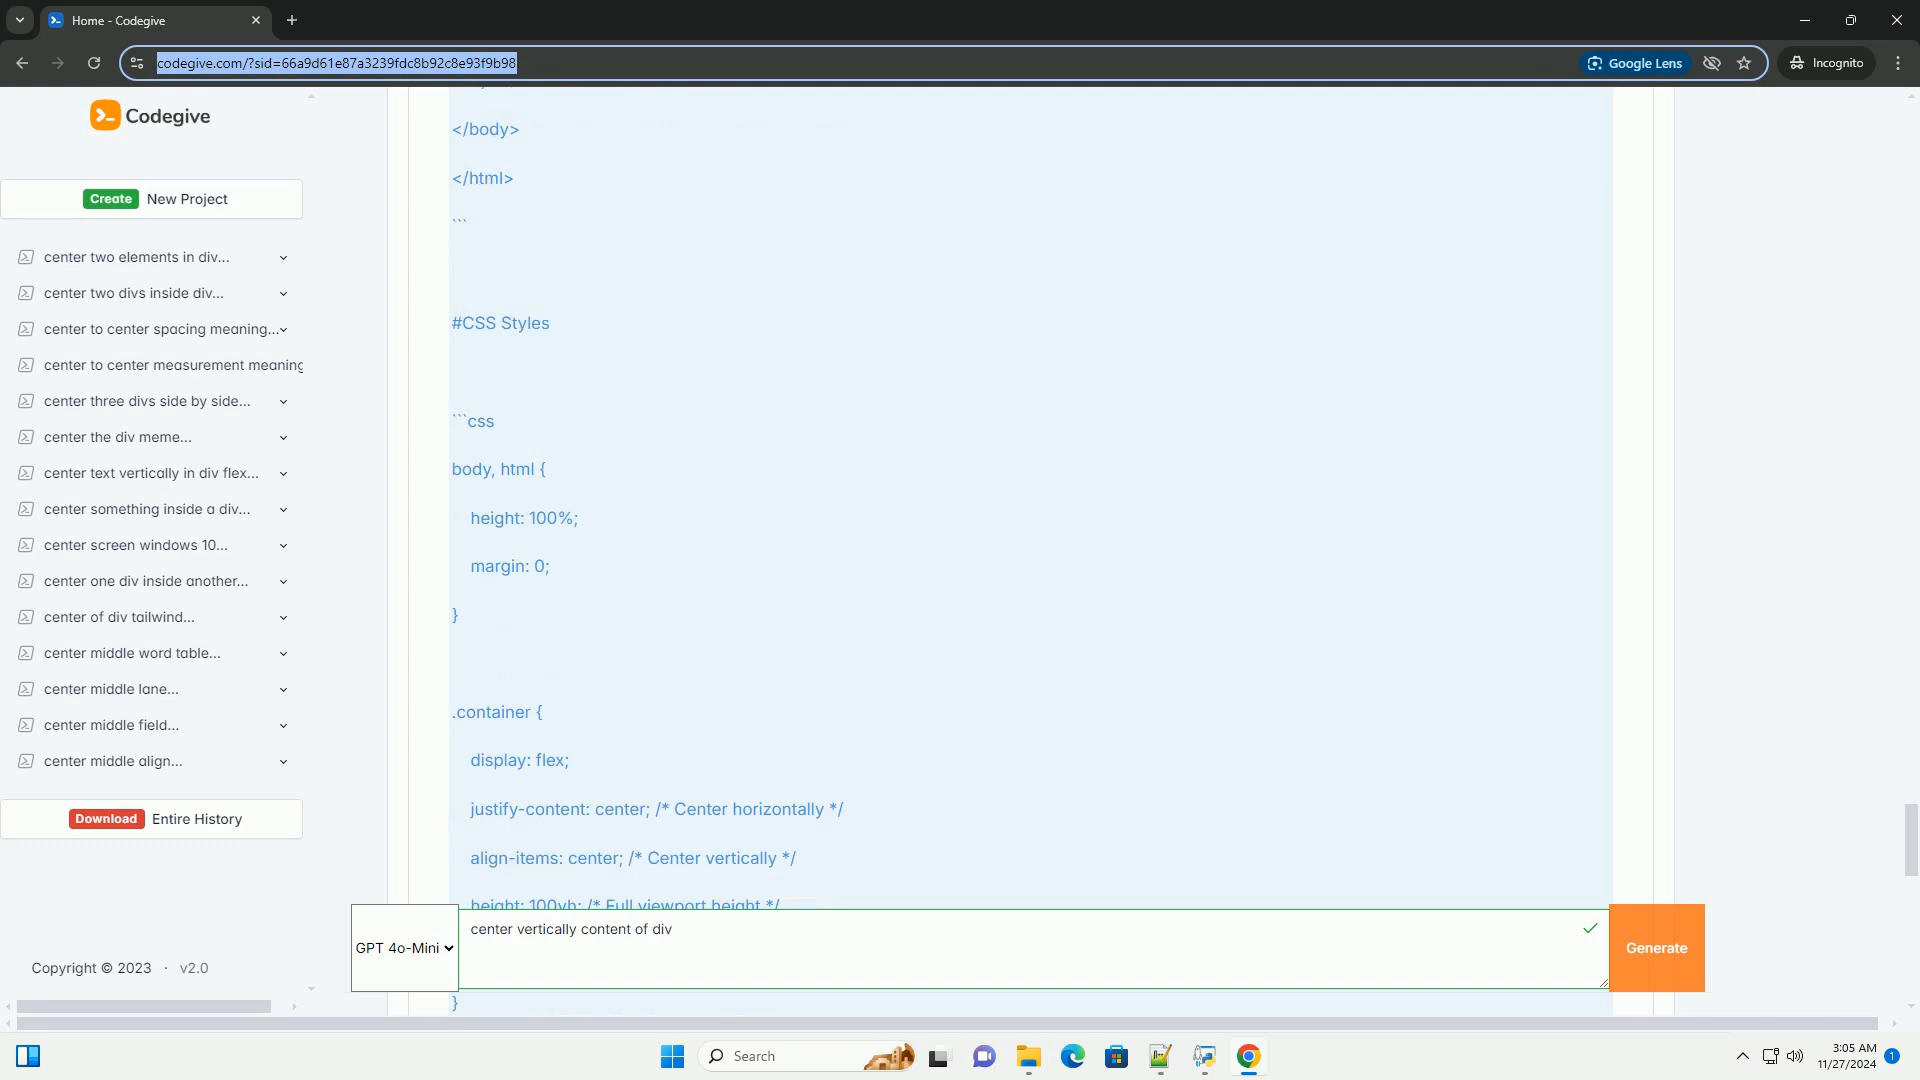 Home - Codegive
codegive.com/?sid=66a9d61e87a3239fdc8b92c8e93f9b98
Google Lens
Incognito
Codegive
Create New Project
center two elements in div...
center two divs inside div...
center to center spacing meaning...
center to center measurement meaning
center three divs side by side...
center the div meme...
center text vertically in div flex...
center something inside a div...
center screen windows 10...
center one div inside another...
center of div tailwind...
center middle word table...
center middle lane...
center middle field...
center middle align...
Download Entire History
Copyright © 2023 · v2.0
</body>
</html>
```
#CSS Styles
```css
body, html {
height: 100%;
margin: 0;
}
.container {
display: flex;
justify-content: center; /* Center horizontally */
align-items: center; /* Center vertically */
height: 100vh; /* Full viewport height */
}
GPT 4o-Mini
center vertically content of div
Generate
Search
3:05 AM
11/27/2024
1